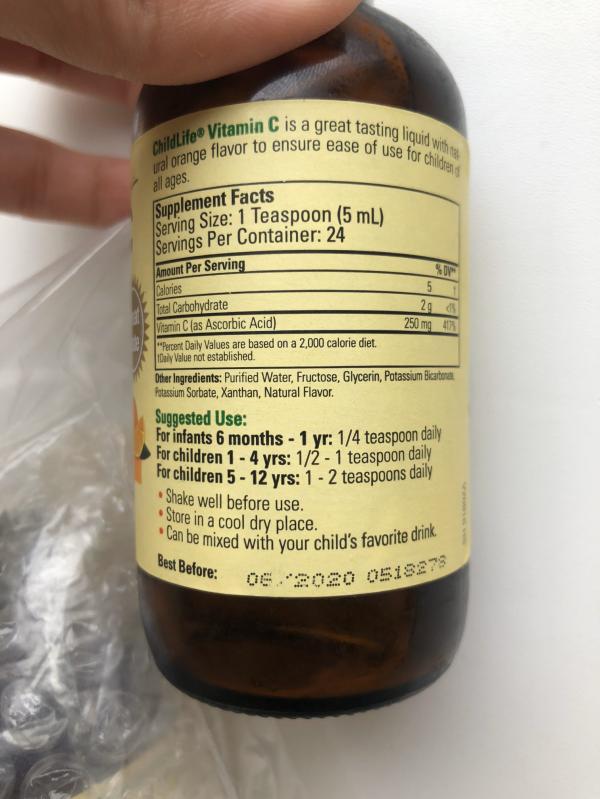 ChildLife® Vitamin C is a great tasting liquid with nat-
ural orange flavor to ensure ease of use for children of
all ages.
Supplement Facts
Serving Size: 1 Teaspoon (5 mL)
Servings Per Container: 24
Amount Per Serving % DV**
Calories 5 †
Total Carbohydrate 2 g <1%
Vitamin C (as Ascorbic Acid) 250 mg 417%
**Percent Daily Values are based on a 2,000 calorie diet.
†Daily Value not established.
Other Ingredients: Purified Water, Fructose, Glycerin, Potassium Bicarbonate,
Potassium Sorbate, Xanthan, Natural Flavor.
Suggested Use:
For infants 6 months - 1 yr: 1/4 teaspoon daily
For children 1 - 4 yrs: 1/2 - 1 teaspoon daily
For children 5 - 12 yrs: 1 - 2 teaspoons daily
• Shake well before use.
• Store in a cool dry place.
• Can be mixed with your child's favorite drink.
Best Before: 06/2020 0518278